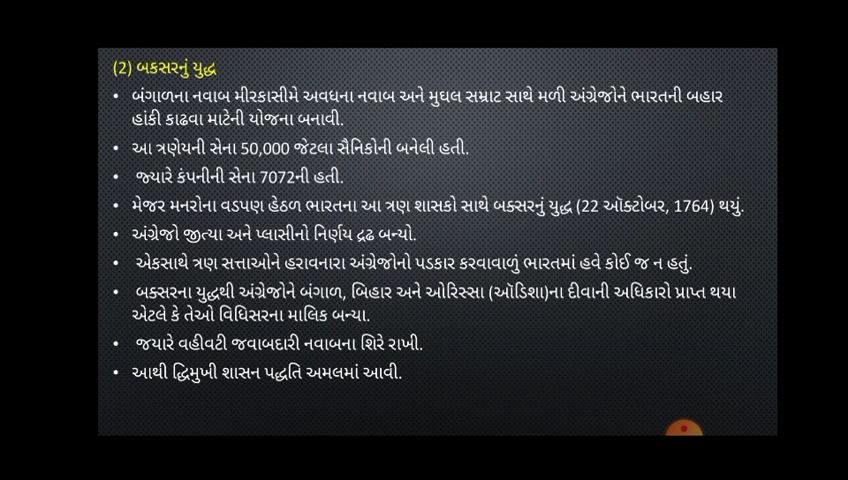 (2) બકસરનું યુદ્ધ
• બંગાળના નવાબ મીરકાસીમે અવધના નવાબ અને મુઘલ સમ્રાટ સાથે મળી અંગ્રેજોને ભારતની બહાર
હાંકી કાઢવા માટેની યોજના બનાવી.
• આ ત્રણેયની સેના 50,000 જેટલા સૈનિકોની બનેલી હતી.
• જ્યારે કંપનીની સેના 7072ની હતી.
• મેજર મનરોના વડપણ હેઠળ ભારતના આ ત્રણ શાસકો સાથે બક્સરનું યુદ્ધ (22 ઑક્ટોબર, 1764) થયું.
• અંગ્રેજો જીત્યા અને પ્લાસીનો નિર્ણય દ્રઢ બન્યો.
• એકસાથે ત્રણ સત્તાઓને હરાવનારા અંગ્રેજોનો પડકાર કરવાવાળું ભારતમાં હવે કોઈ જ ન હતું.
• બક્સરના યુદ્ધથી અંગ્રેજોને બંગાળ, બિહાર અને ઓરિસ્સા (ઑડિશા)ના દીવાની અધિકારો પ્રાપ્ત થયા
એટલે કે તેઓ વિધિસરના માલિક બન્યા.
• જયારે વહીવટી જવાબદારી નવાબના શિરે રાખી.
• આથી દ્વિમુખી શાસન પદ્ધતિ અમલમાં આવી.